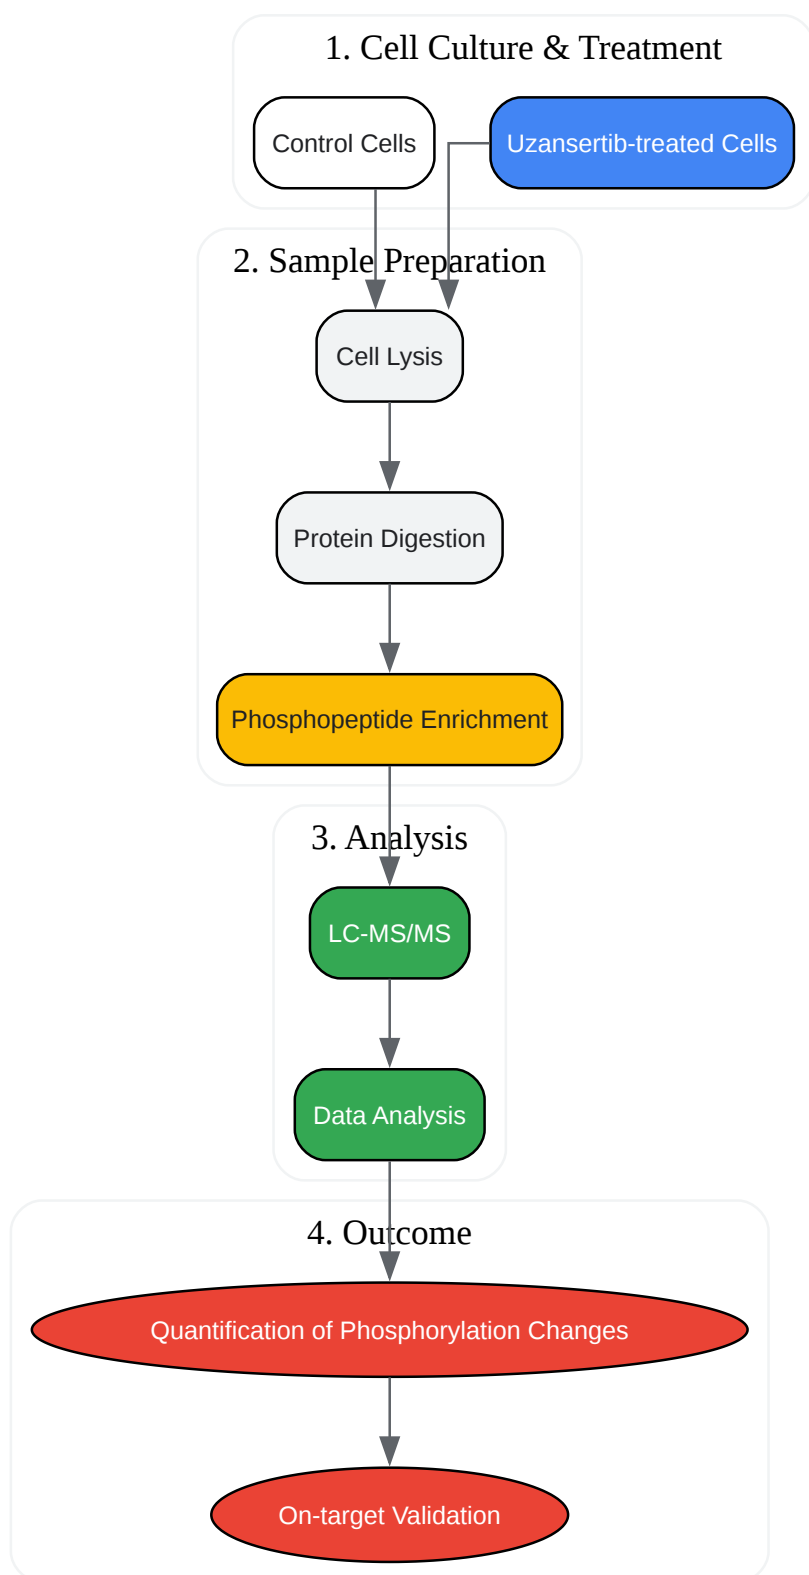 1. Cell Culture & Treatment
Control Cells
Uzansertib-treated Cells
2. Sample Preparation
Cell Lysis
Protein Digestion
Phosphopeptide Enrichment
3. Analysis
LC-MS/MS
Data Analysis
4. Outcome
Quantification of Phosphorylation Changes
On-target Validation